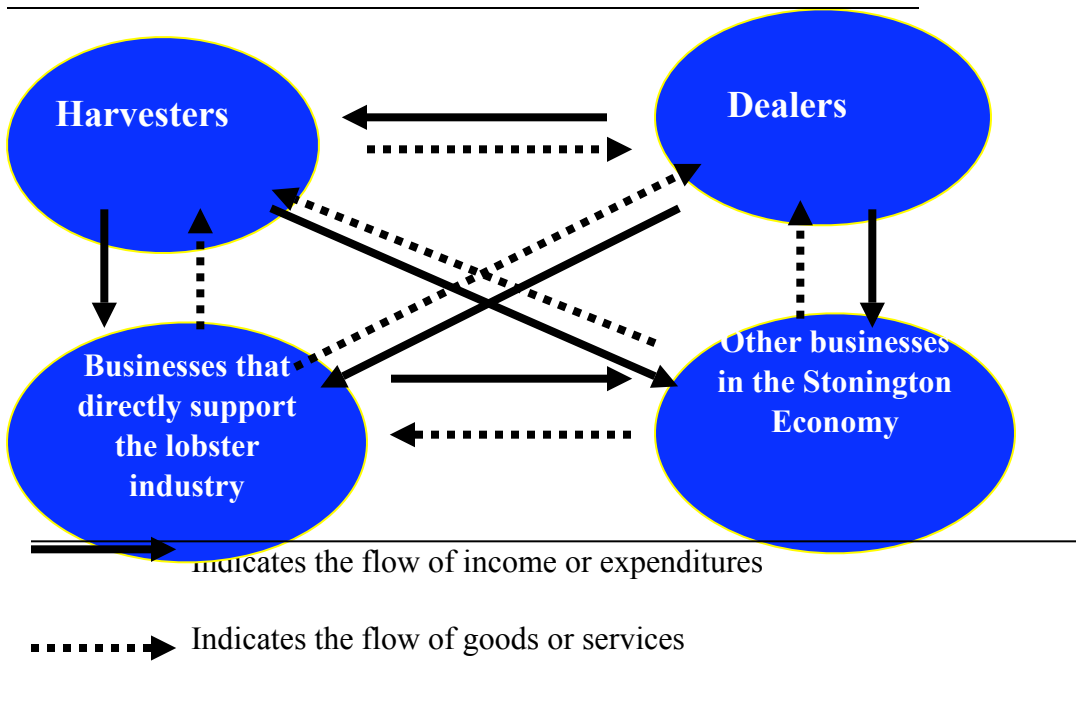 Harvesters
Dealers
Businesses that
directly support
the lobster
industry
Other businesses
in the Stonington
Economy
Indicates the flow of income or expenditures
Indicates the flow of goods or services